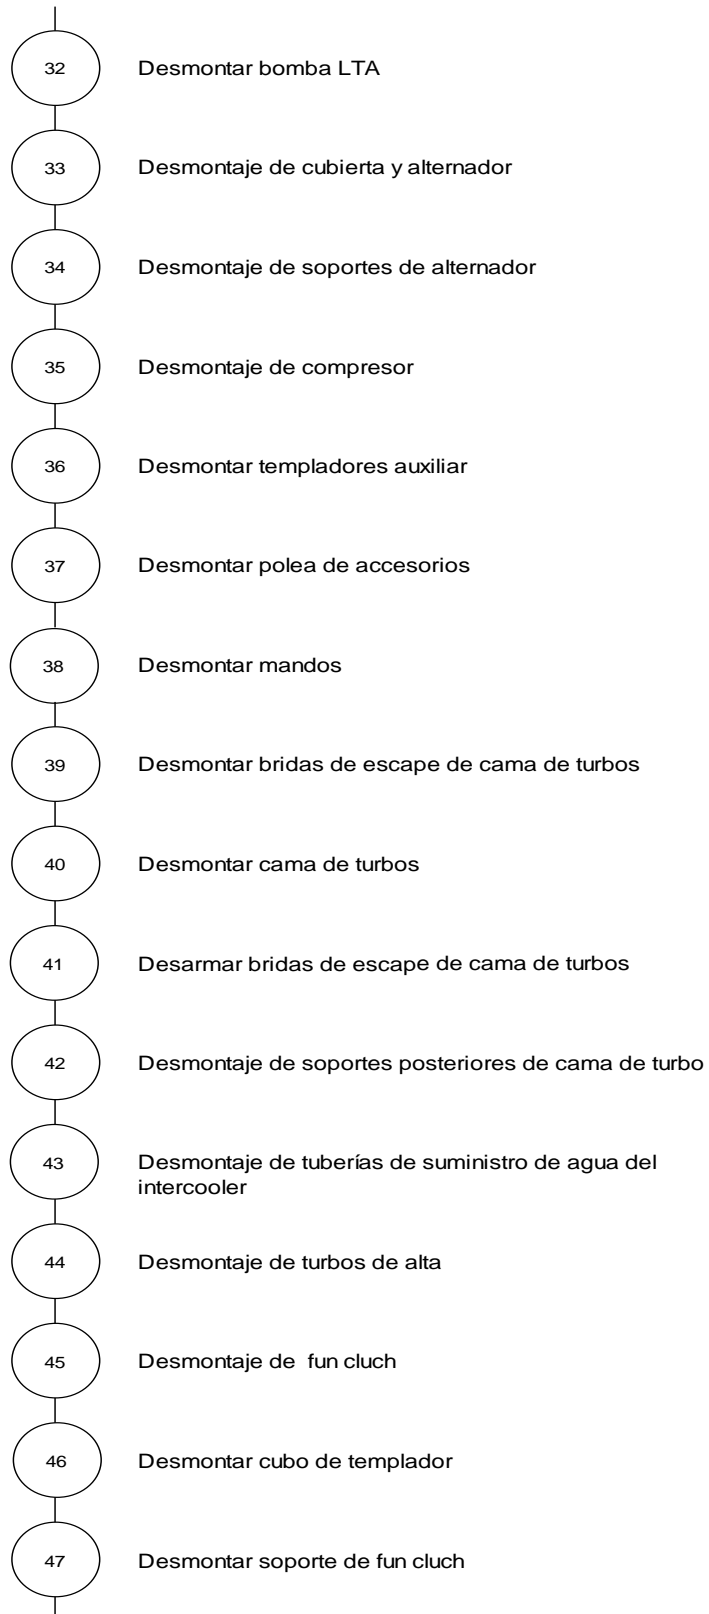 32 Desmontar bomba LTA
33 Desmontaje de cubierta y alternador
34 Desmontaje de soportes de alternador
35 Desmontaje de compresor
36 Desmontar templadores auxiliar
37 Desmontar polea de accesorios
38 Desmontar mandos
39 Desmontar bridas de escape de cama de turbos
40 Desmontar cama de turbos
41 Desarmar bridas de escape de cama de turbos
42 Desmontaje de soportes posteriores de cama de turbo
43 Desmontaje de tuberías de suministro de agua del
intercooler
44 Desmontaje de turbos de alta
45 Desmontaje de fun cluch
46 Desmontar cubo de templador
47 Desmontar soporte de fun cluch